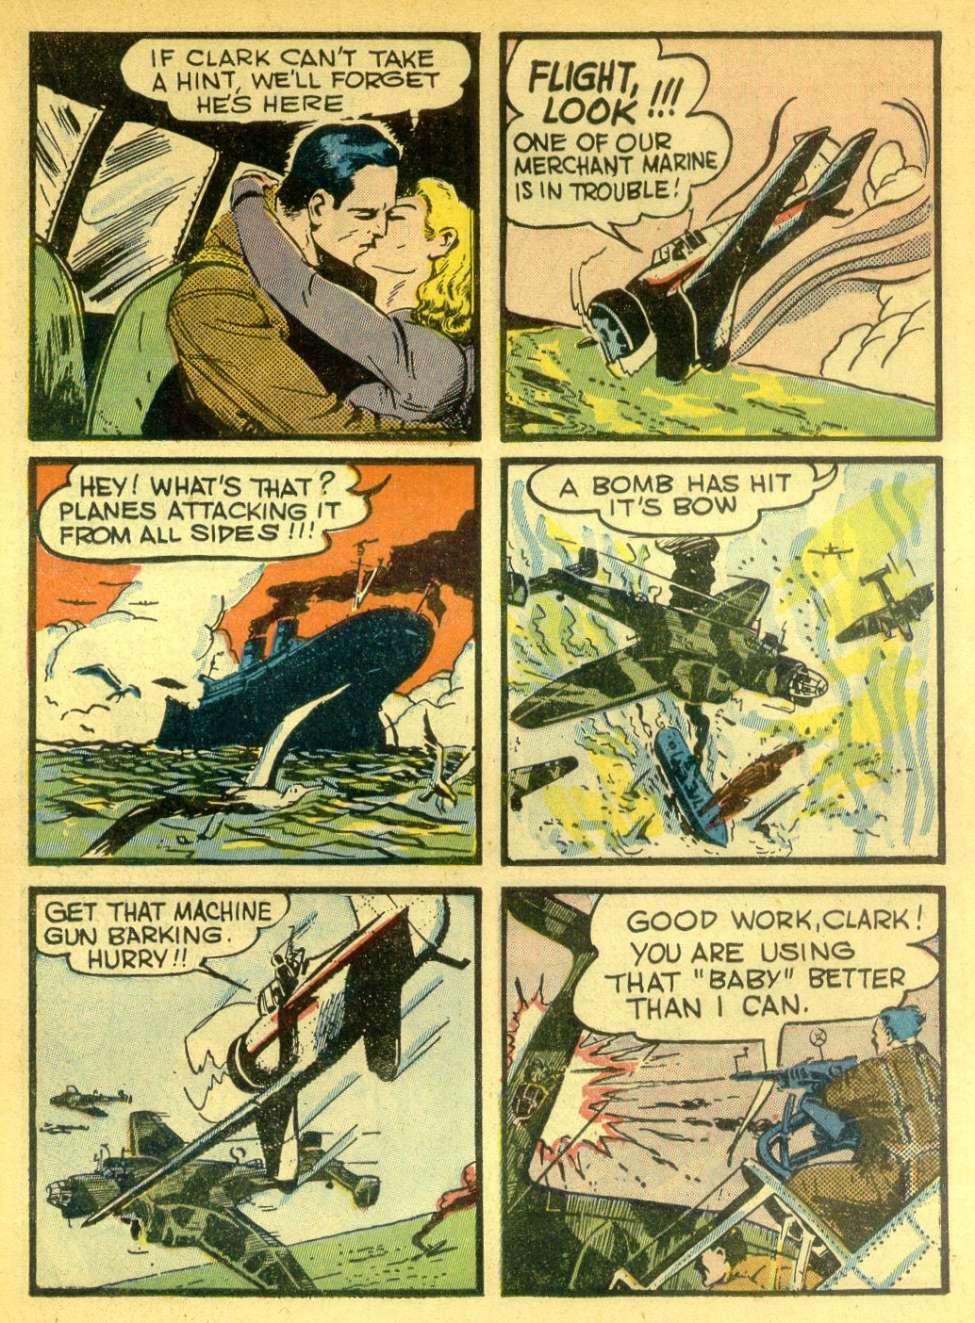 IF CLARK CAN'T TAKE
A HINT, WE'LL FORGET
HE'S HERE
FLIGHT,
LOOK!!!
ONE OF OUR
MERCHANT MARINE
IS IN TROUBLE!
HEY! WHAT'S THAT?
PLANES ATTACKING IT
FROM ALL SIDES!!!
A BOMB HAS HIT
IT'S BOW
GET THAT MACHINE
GUN BARKING.
HURRY!!
GOOD WORK, CLARK!
YOU ARE USING
THAT "BABY" BETTER
THAN I CAN.